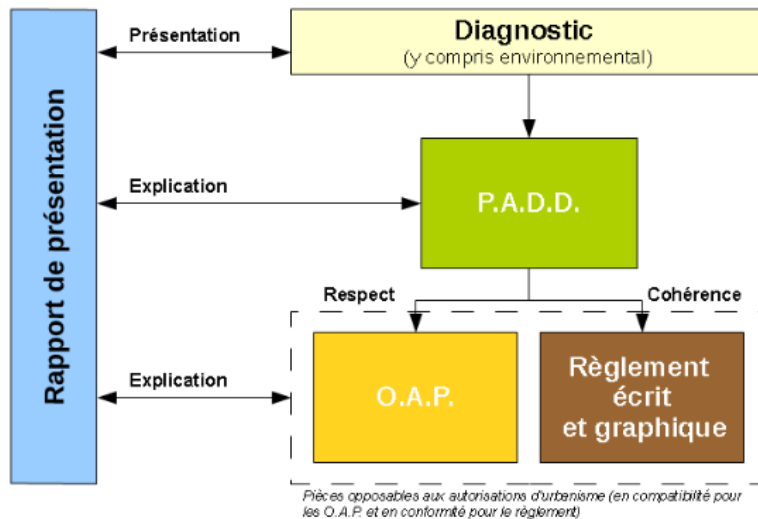 Présentation
Diagnostic
(y compris environnemental)
Rapport de présentation
Explication
P.A.D.D.
Respect
Cohérence
Explication
O.A.P.
Règlement
écrit
et graphique
Pièces opposables aux autorisations d'urbanisme (en compatibilité pour
les O.A.P. et en conformité pour le règlement)